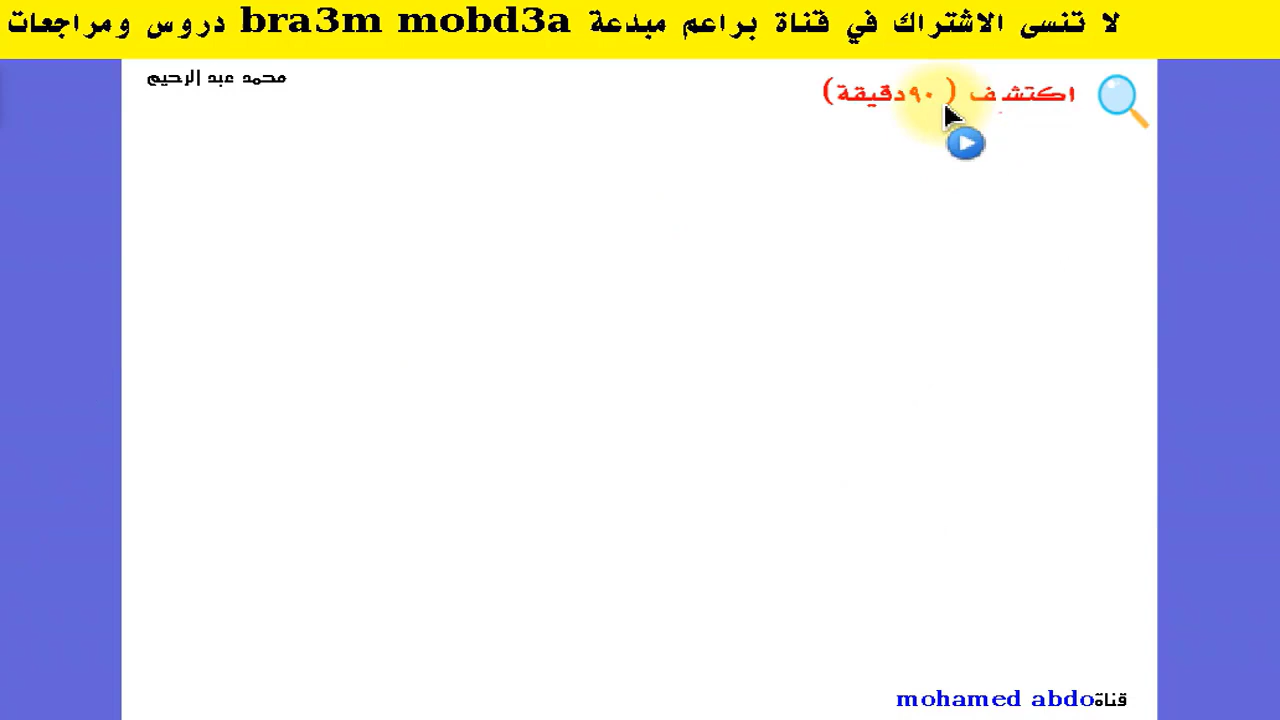 لا تنسى الاشتراك في قناة براعم مبدعة bra3m mobd3a دروس ومراجعات
محمد عبد الرحيم
اكتشف ( ٩٠دقيقة)
قناةmohamed abdo